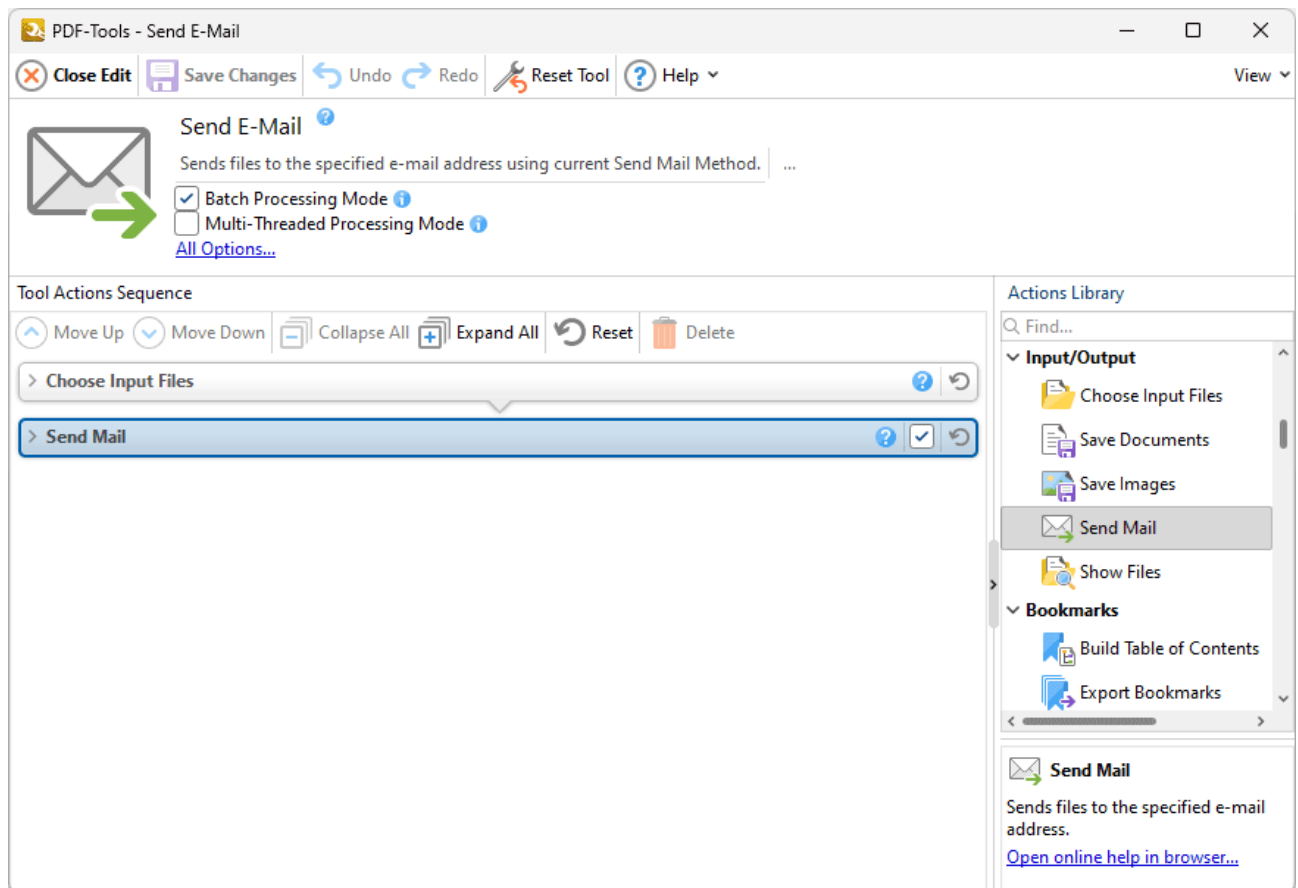 PDF-Tools - Send E-Mail
Close Edit Save Changes Undo Redo Reset Tool Help View
Send E-Mail
Sends files to the specified e-mail address using current Send Mail Method. ...
Batch Processing Mode
Multi-Threaded Processing Mode
All Options...
Tool Actions Sequence
Move Up Move Down Collapse All Expand All Reset Delete
Choose Input Files
Send Mail
Actions Library
Find...
Input/Output
Choose Input Files
Save Documents
Save Images
Send Mail
Show Files
Bookmarks
Build Table of Contents
Export Bookmarks
Send Mail
Sends files to the specified e-mail
address.
Open online help in browser...